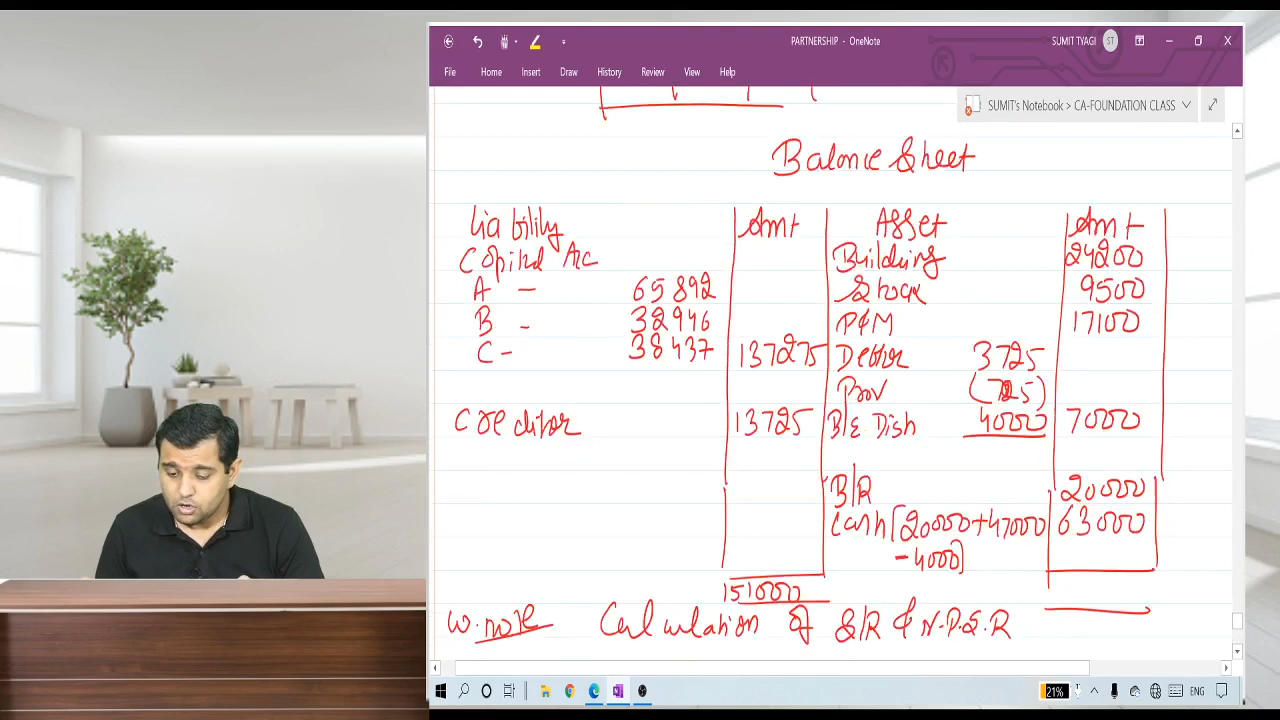 PARTNERSHIP - OneNote
SUMIT TYAGI ST
File Home Insert Draw History Review View Help
SUMIT's Notebook > CA-FOUNDATION CLASS
Balance Sheet
Liability Amt Asset Amt
Capital A/c Building 24200
A - 65892 Stock 9500
B - 32946 P&M 17100
C - 38437 137275 Debtor 3725
Prov (725)
Creditor 13725 B/E Dish 4000 7000
B/R 20000
Cash [20000+47000 63000
-4000]
151000
W. note Calculation of S/R & N.P.S.R
21% ENG